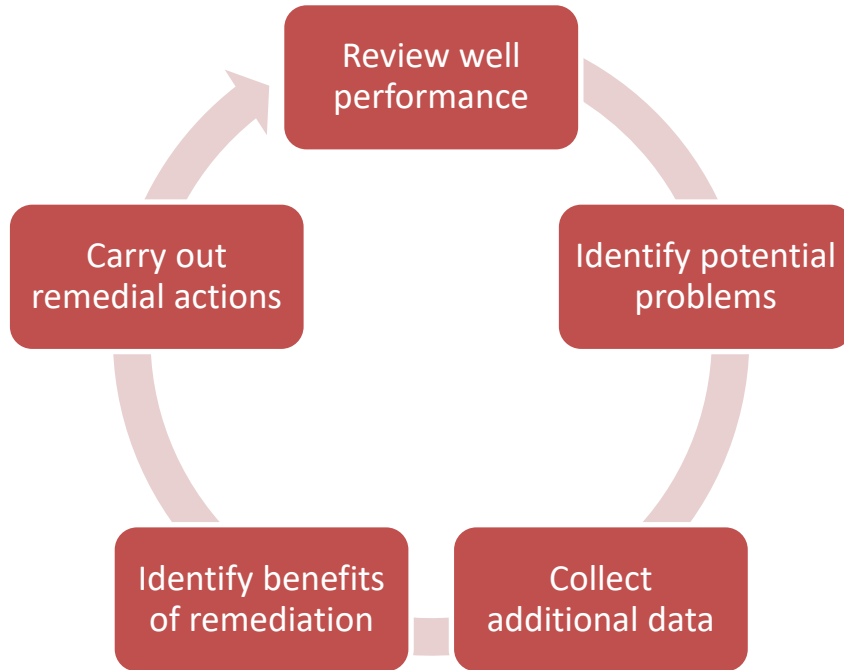 Review well
performance
Identify potential
problems
Collect
additional data
Identify benefits
of remediation
Carry out
remedial actions